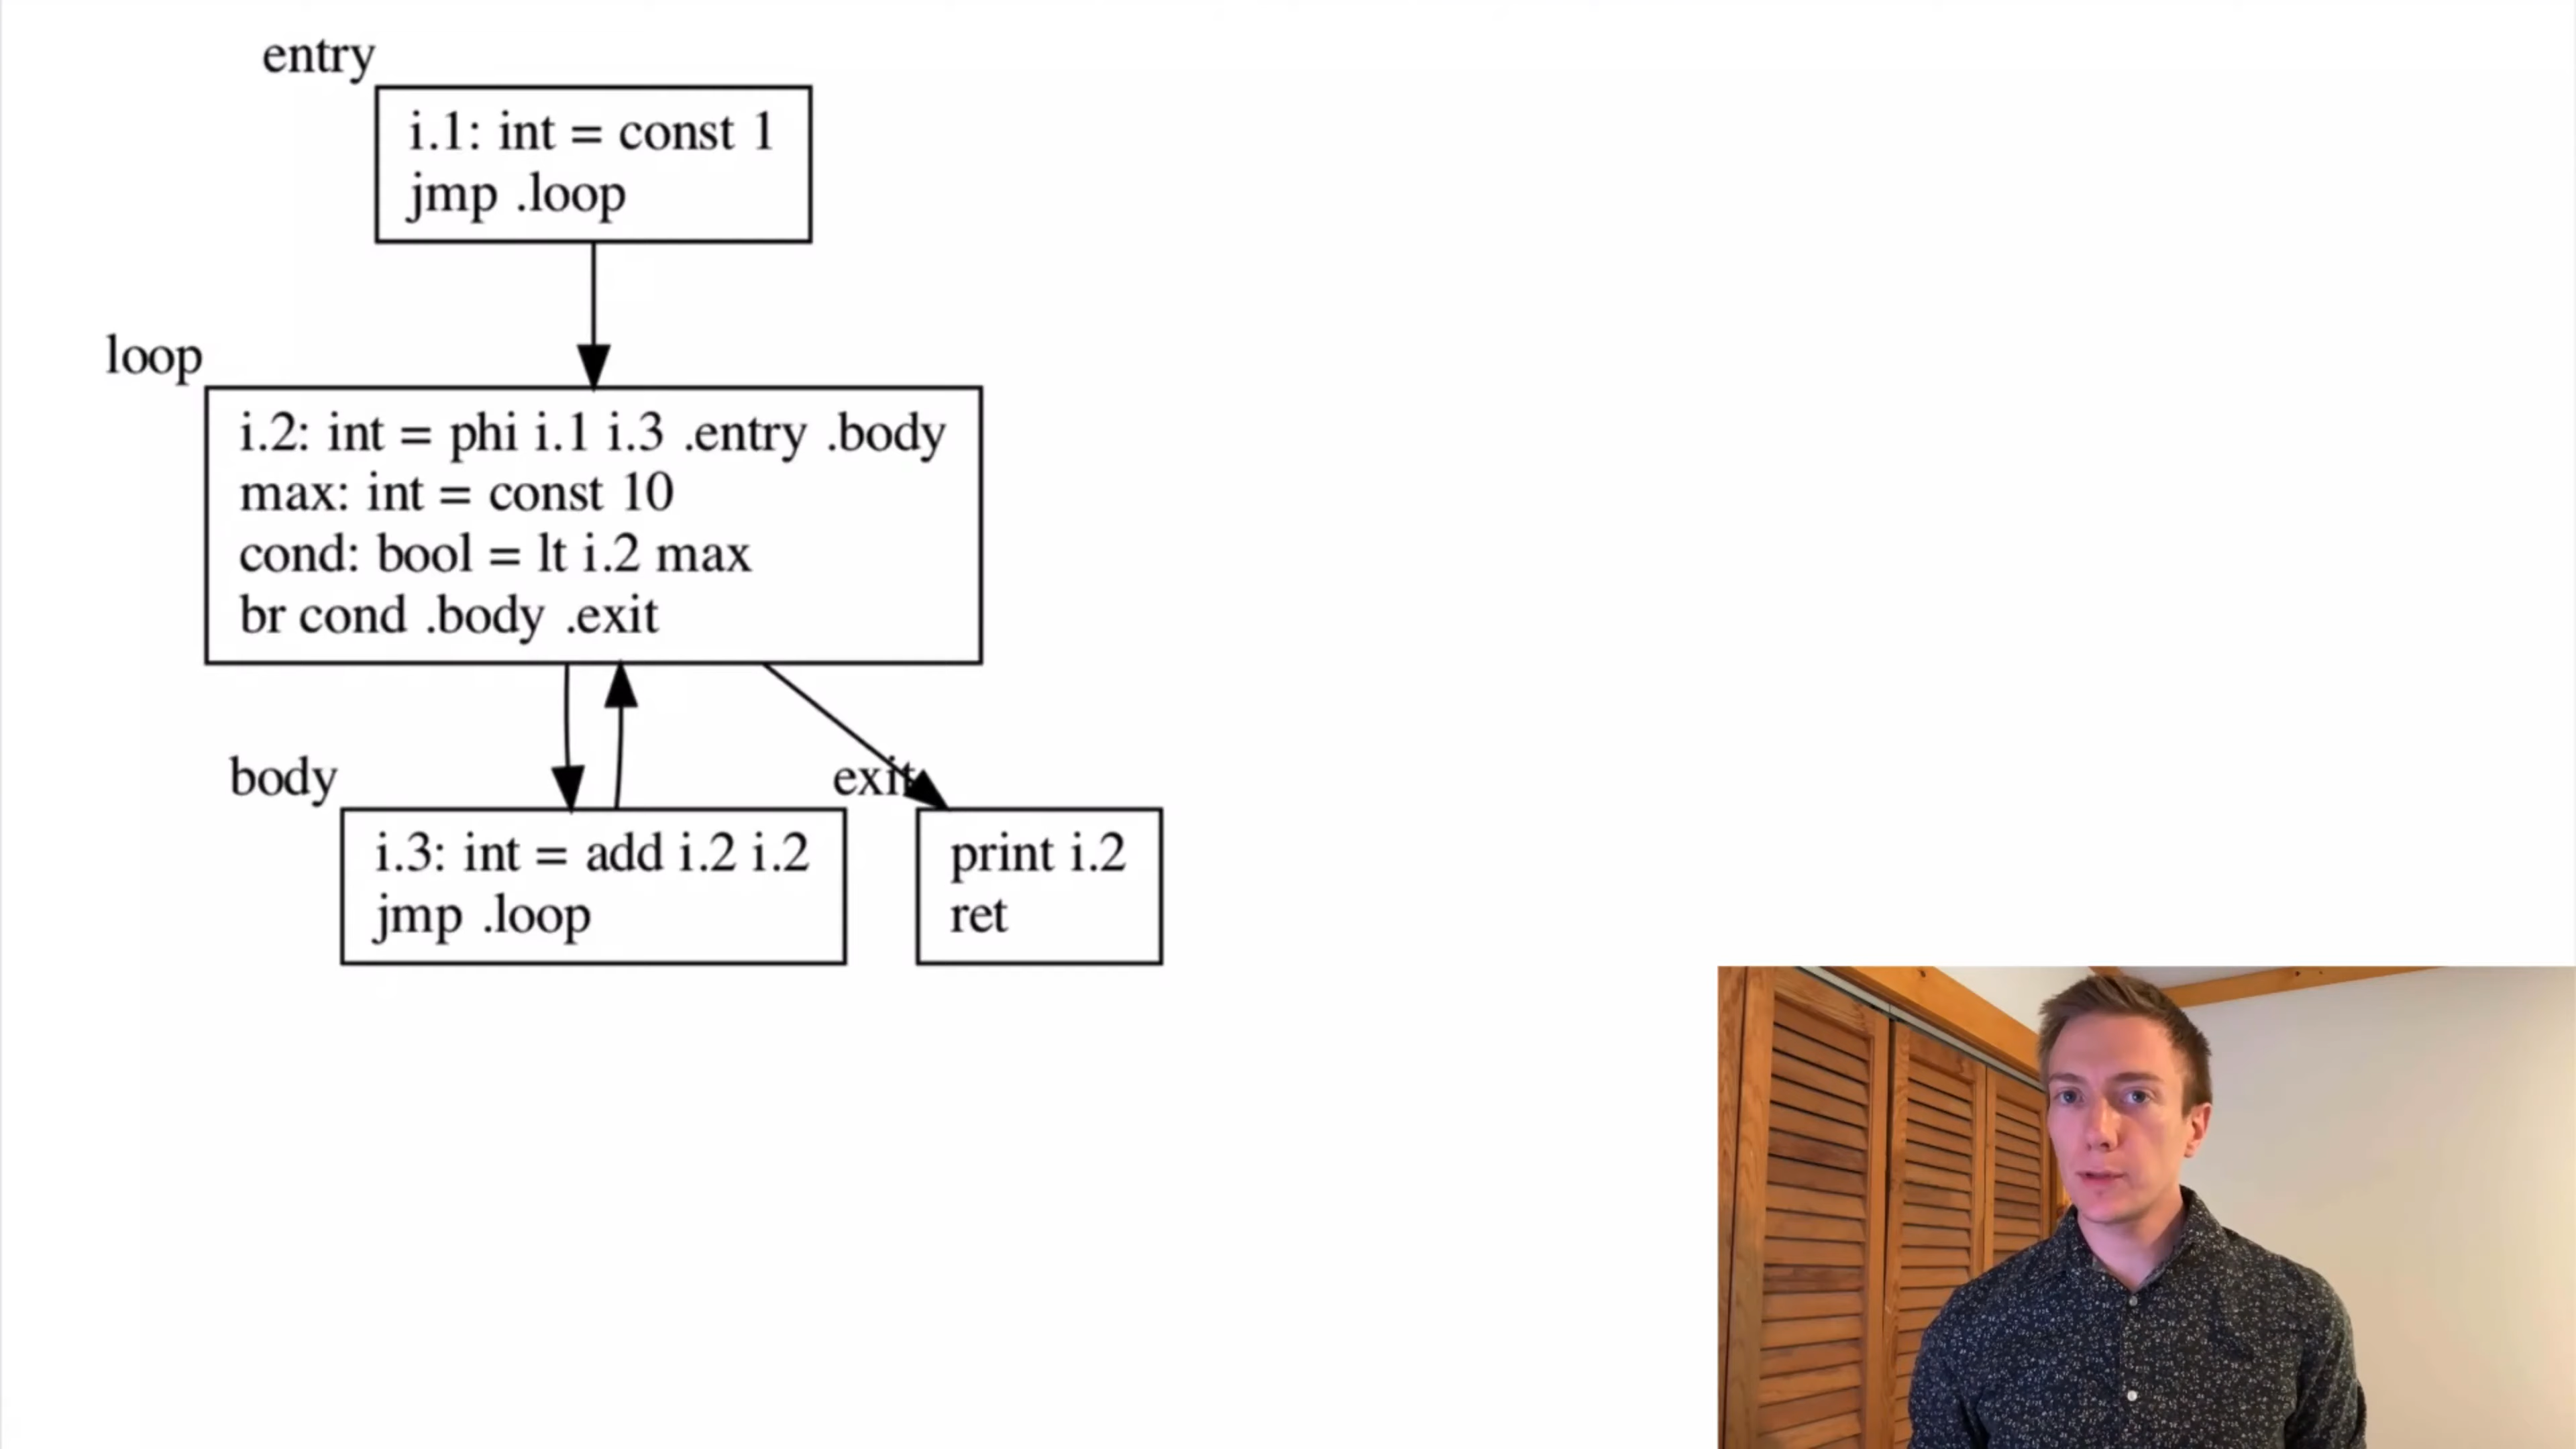 entry
i.1: int = const 1
jmp .loop
loop
i.2: int = phi i.1 i.3 .entry .body
max: int = const 10
cond: bool = lt i.2 max
br cond .body .exit
body
i.3: int = add i.2 i.2
jmp .loop
exit
print i.2
ret